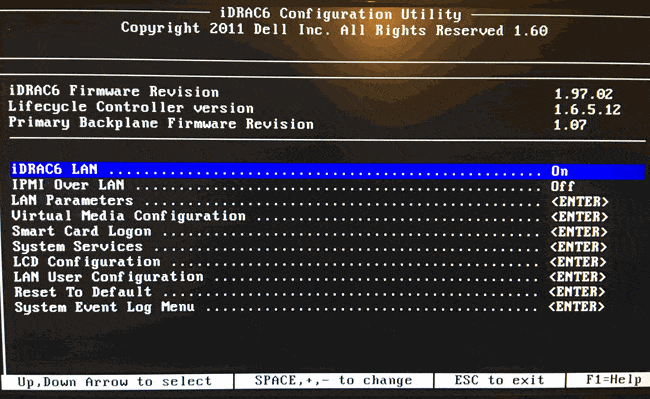 iDRAC6 Configuration Utility
Copyright 2011 Dell Inc. All Rights Reserved 1.60
iDRAC6 Firmware Revision 1.97.02
Lifecycle Controller version 1.6.5.12
Primary Backplane Firmware Revision 1.07
iDRAC6 LAN .................................................. On
IPMI Over LAN ............................................... Off
LAN Parameters .............................................. <ENTER>
Virtual Media Configuration ................................. <ENTER>
Smart Card Logon ............................................ <ENTER>
System Services ............................................. <ENTER>
LCD Configuration ........................................... <ENTER>
LAN User Configuration ...................................... <ENTER>
Reset To Default ............................................ <ENTER>
System Event Log Menu ....................................... <ENTER>
Up,Down Arrow to select SPACE,+,- to change ESC to exit F1=Help